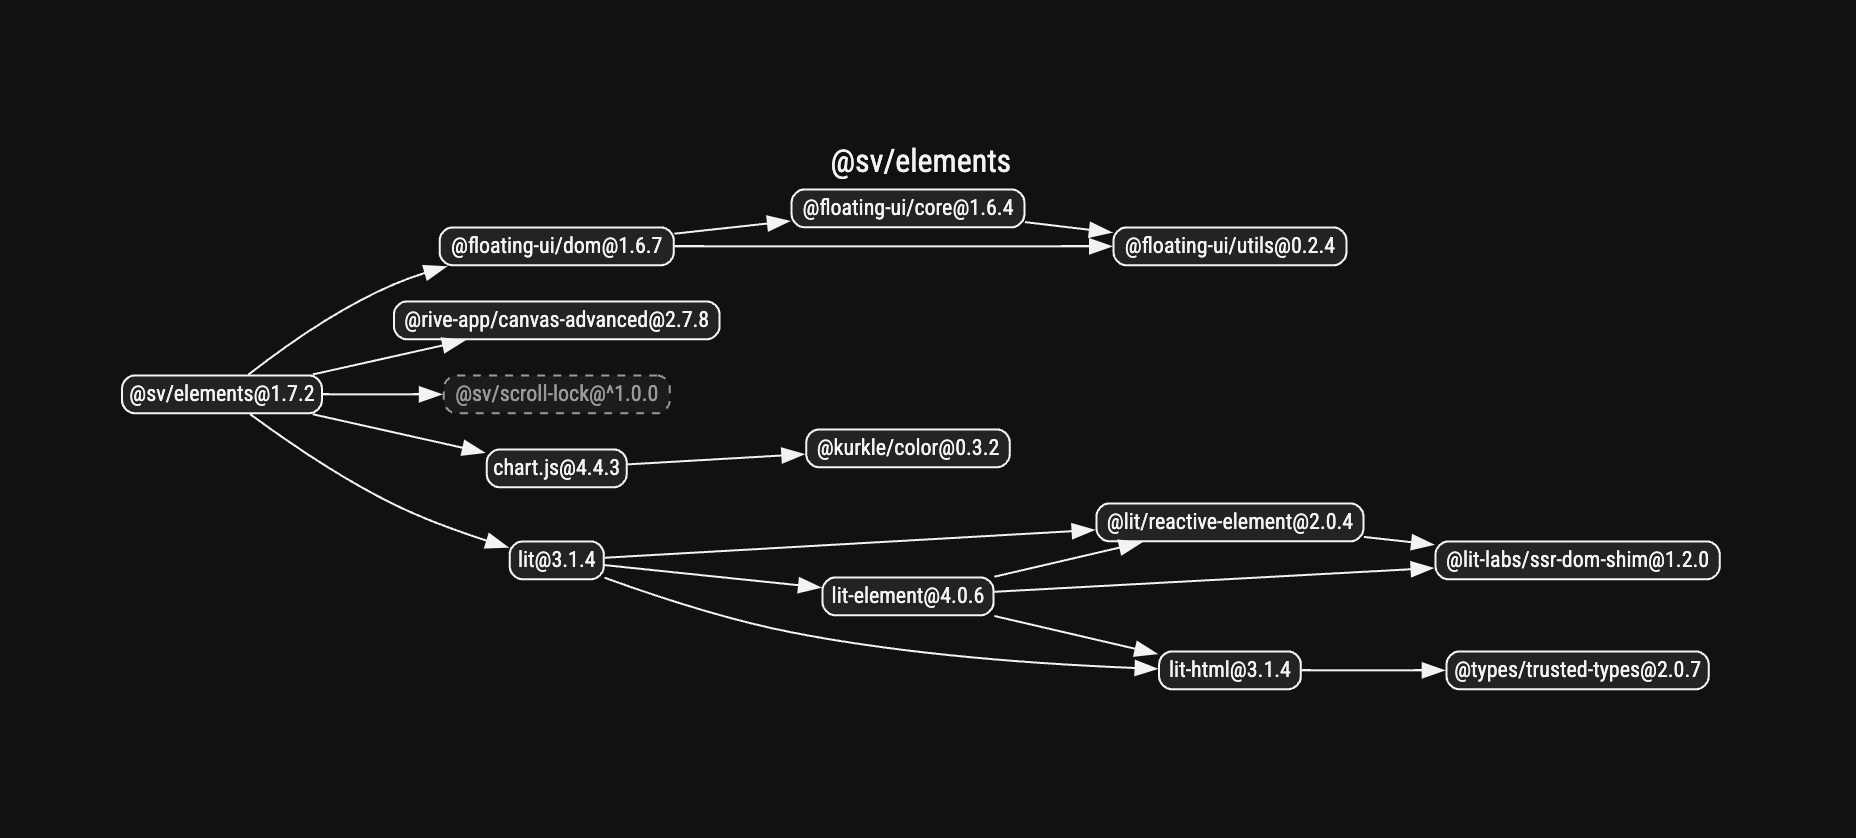 @sv/elements
@floating-ui/core@1.6.4
@floating-ui/dom@1.6.7
@floating-ui/utils@0.2.4
@rive-app/canvas-advanced@2.7.8
@sv/elements@1.7.2
@sv/scroll-lock@^1.0.0
@kurkle/color@0.3.2
chart.js@4.4.3
@lit/reactive-element@2.0.4
lit@3.1.4
@lit-labs/ssr-dom-shim@1.2.0
lit-element@4.0.6
lit-html@3.1.4
@types/trusted-types@2.0.7